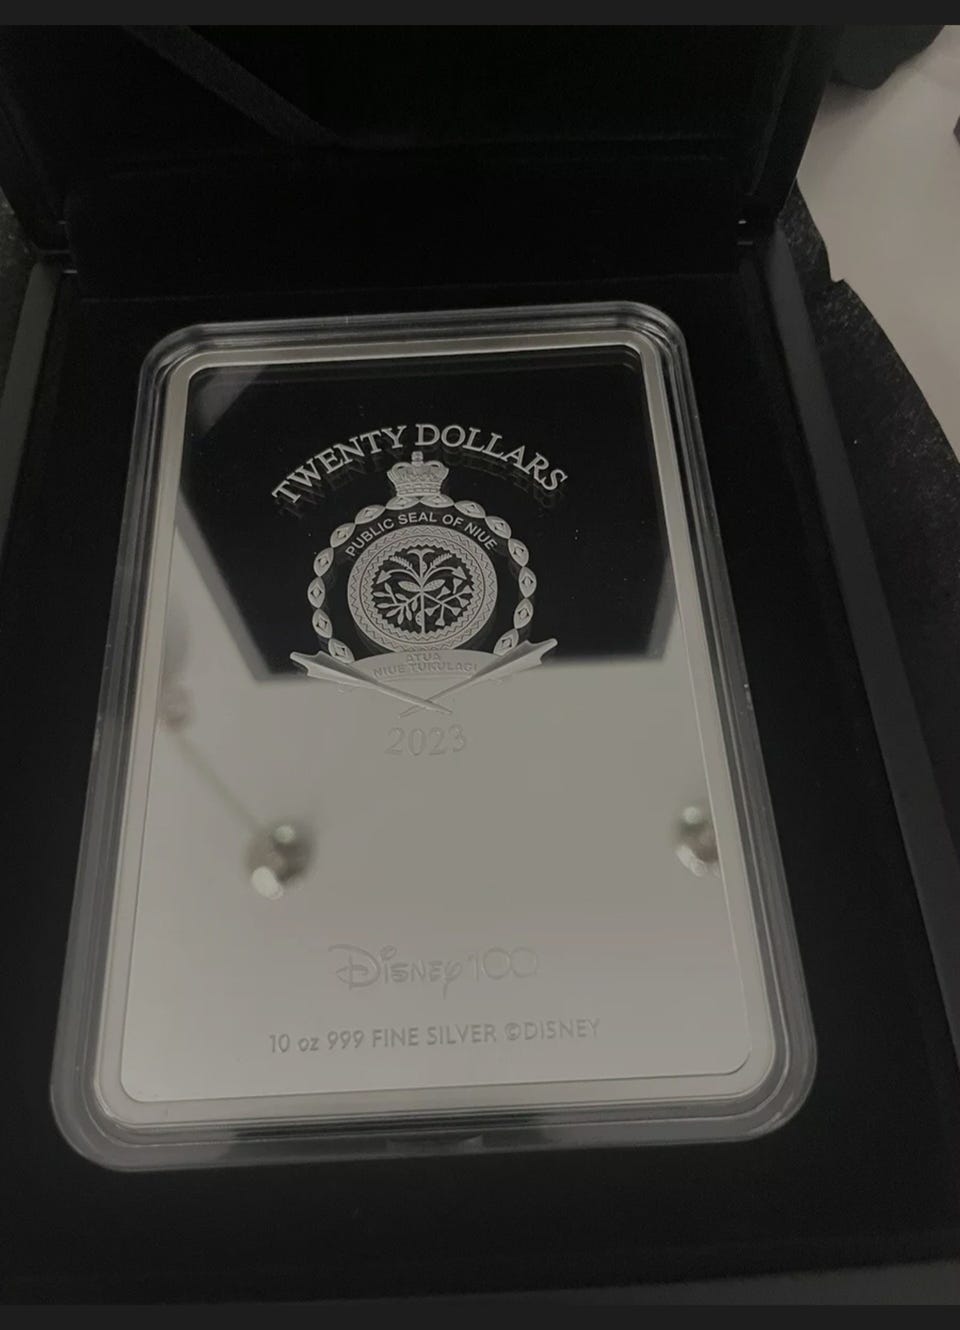 TWENTY DOLLARS
PUBLIC SEAL OF NIUE
ATUA
NIUE TUKULAGI
2023
Disney100
10 oz 999 FINE SILVER ©DISNEY